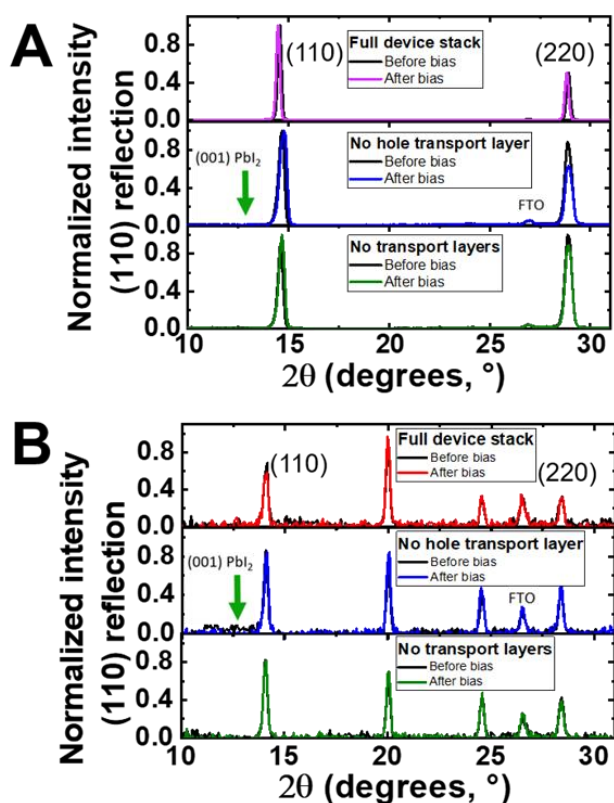 A
Normalized intensity
(110) reflection
0.8
0.4
0.0
0.8
0.4
0.0
0.8
0.4
0.0
(110)
Full device stack
Before bias
After bias
(220)
(001) PbI₂
No hole transport layer
Before bias
After bias
FTO
No transport layers
Before bias
After bias
10 15 20 25 30
2θ (degrees, °)
B
Normalized intensity
(110) reflection
0.8
0.4
0.0
0.8
0.4
0.0
0.8
0.4
0.0
Full device stack
Before bias
After bias
(110)
(220)
(001) PbI₂
No hole transport layer
Before bias
After bias
FTO
No transport layers
Before bias
After bias
10 15 20 25 30
2θ (degrees, °)